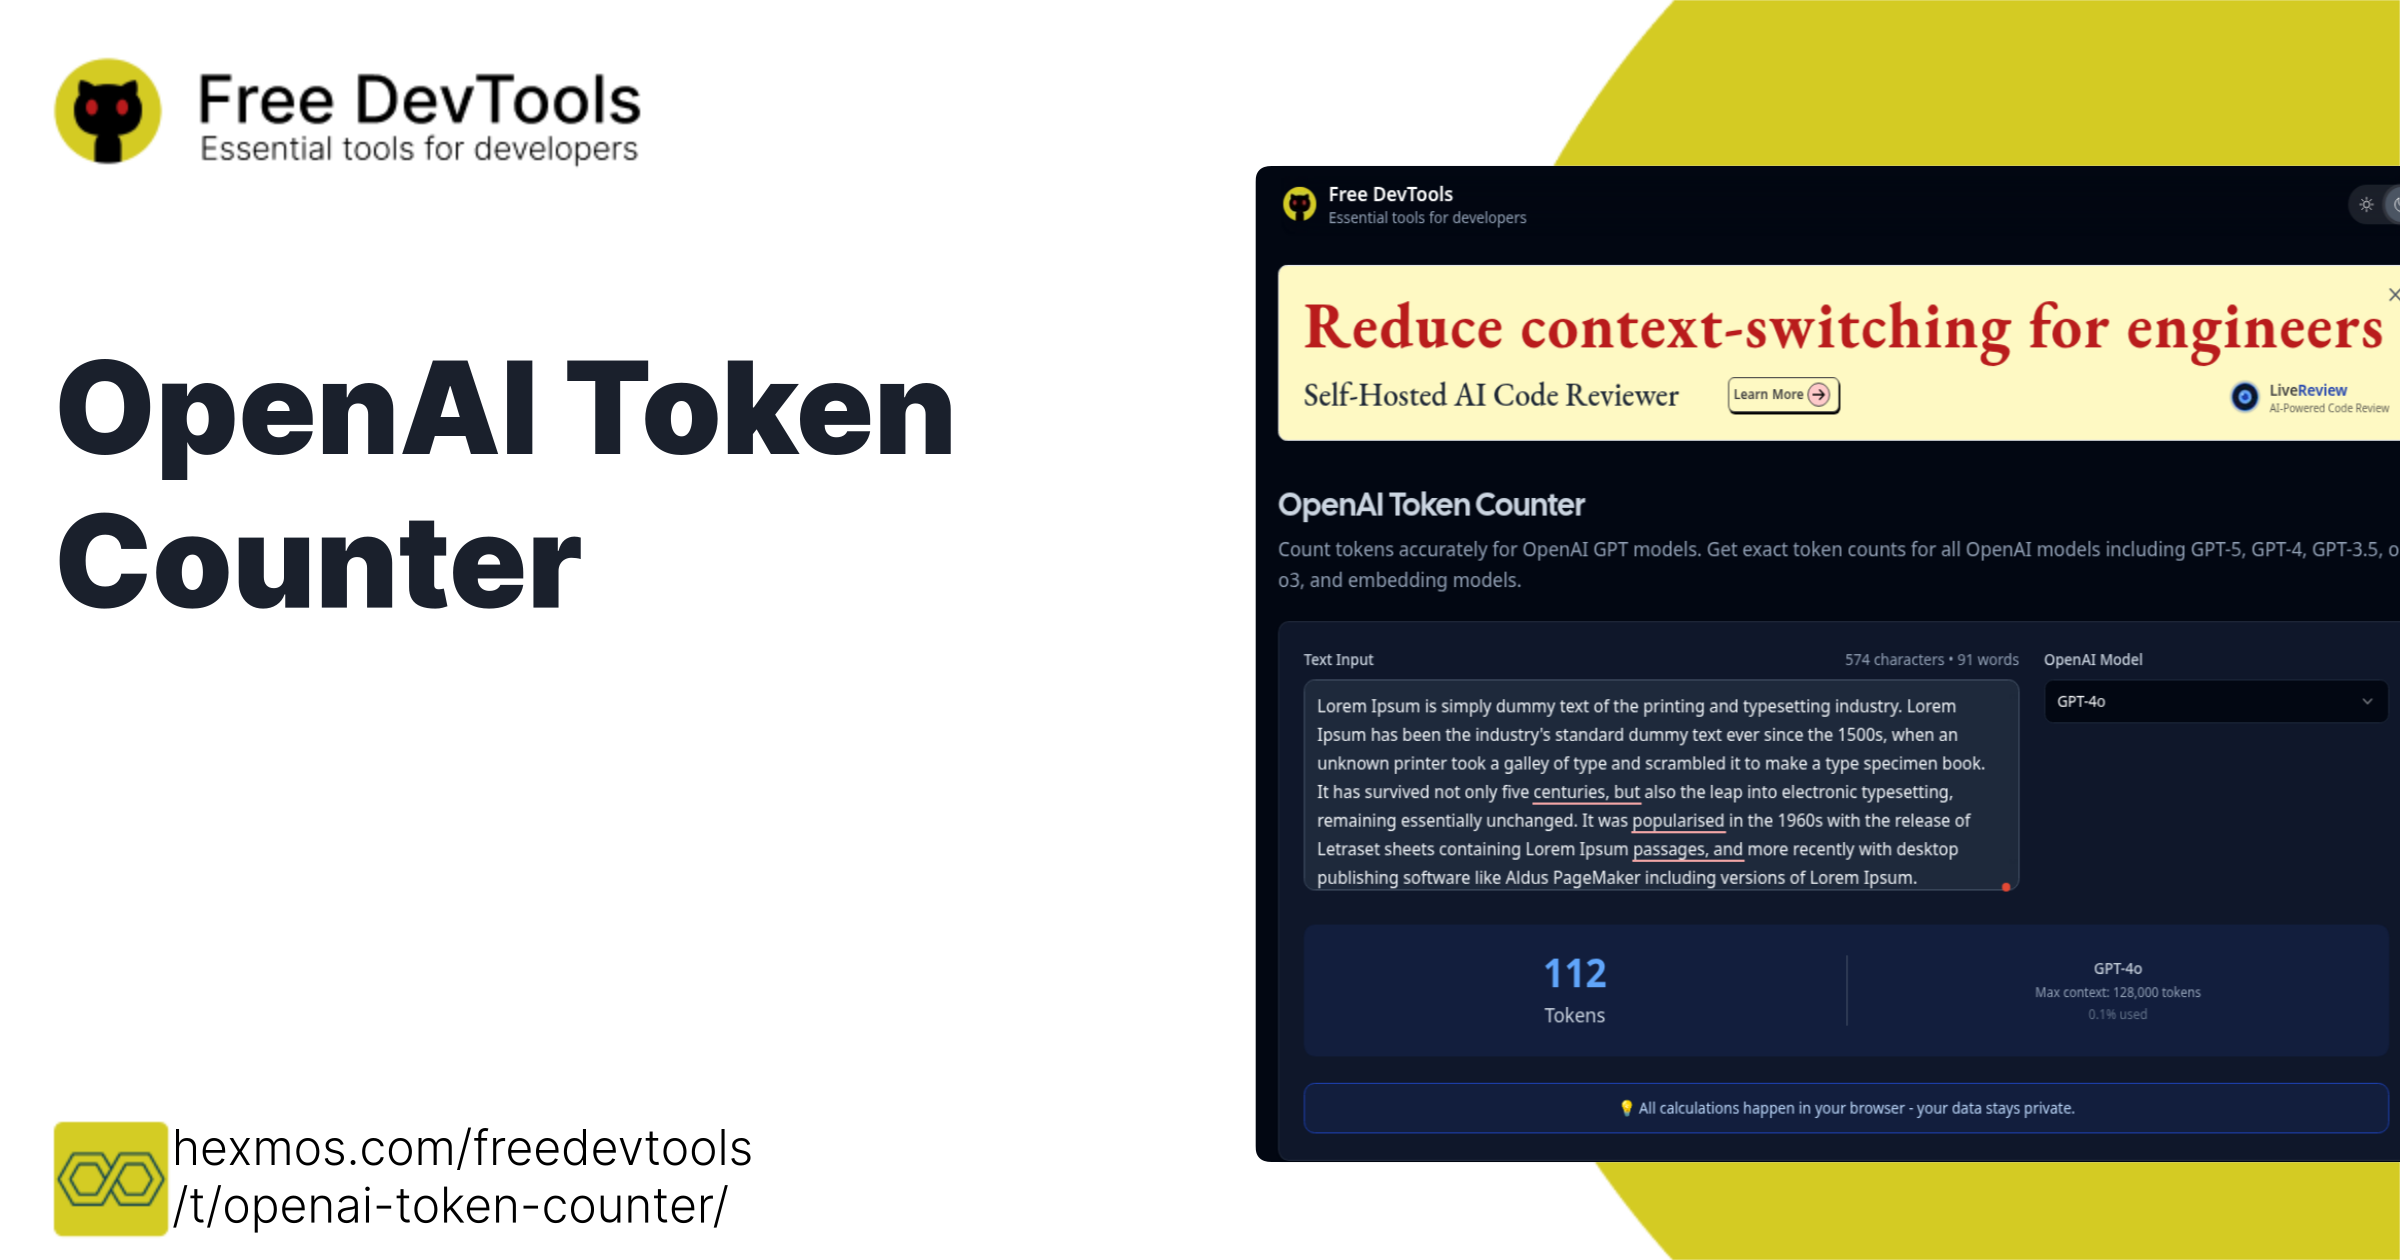 Free DevTools
Essential tools for developers
OpenAI Token
Counter
hexmos.com/freedevtools
/t/openai-token-counter/
Free DevTools
Essential tools for developers
Reduce context-switching for engineers
Self-Hosted AI Code Reviewer
Learn More
LiveReview
AI-Powered Code Review
OpenAI Token Counter
Count tokens accurately for OpenAI GPT models. Get exact token counts for all OpenAI models including GPT-5, GPT-4, GPT-3.5,
o3, and embedding models.
Text Input
574 characters • 91 words
OpenAI Model
GPT-4o
Lorem Ipsum is simply dummy text of the printing and typesetting industry. Lorem
Ipsum has been the industry's standard dummy text ever since the 1500s, when an
unknown printer took a galley of type and scrambled it to make a type specimen book.
It has survived not only five centuries, but also the leap into electronic typesetting,
remaining essentially unchanged. It was popularised in the 1960s with the release of
Letraset sheets containing Lorem Ipsum passages, and more recently with desktop
publishing software like Aldus PageMaker including versions of Lorem Ipsum.
112
Tokens
GPT-4o
Max context: 128,000 tokens
0.1% used
💡 All calculations happen in your browser - your data stays private.